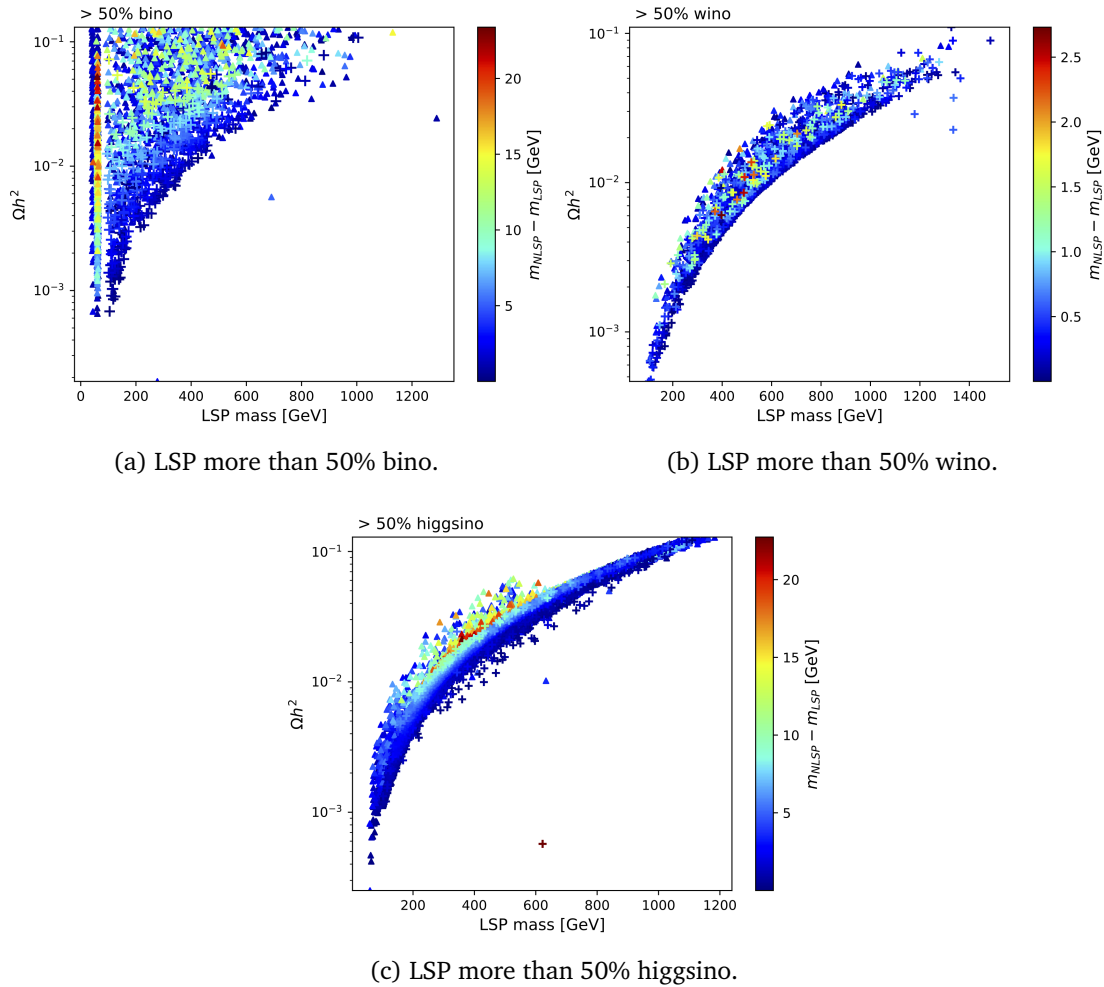 > 50% bino
10⁻¹
10⁻²
10⁻³
Ωh²
0 200 400 600 800 1000 1200
LSP mass [GeV]
20
15
10
5
m_NLSP − m_LSP [GeV]
(a) LSP more than 50% bino.
> 50% wino
10⁻¹
10⁻²
10⁻³
Ωh²
200 400 600 800 1000 1200 1400
LSP mass [GeV]
2.5
2.0
1.5
1.0
0.5
m_NLSP − m_LSP [GeV]
(b) LSP more than 50% wino.
> 50% higgsino
10⁻¹
10⁻²
10⁻³
Ωh²
200 400 600 800 1000 1200
LSP mass [GeV]
20
15
10
5
m_NLSP − m_LSP [GeV]
(c) LSP more than 50% higgsino.